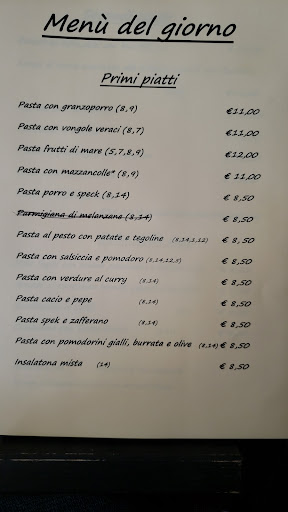 Menù del giorno
Primi piatti
Pasta con granzoporro (8,9) €11,00
Pasta con vongole veraci (8,7) €11,00
Pasta frutti di mare (5,7,8,9) €12,00
Pasta con mazzancolle* (8,9) € 11,00
Pasta porro e speck (8,14) € 8,50
Parmigiana di melanzane (8,14) € 8,50
Pasta al pesto con patate e tegoline (8,14,1,12) € 8,50
Pasta con salsiccia e pomodoro (8,14,12,3) € 8,50
Pasta con verdure al curry (8,14) € 8,50
Pasta cacio e pepe (8,14) € 8,50
Pasta spek e zafferano (8,14) € 8,50
Pasta con pomodorini gialli, burrata e olive (8,14) € 8,50
Insalatona mista (14) € 8,50